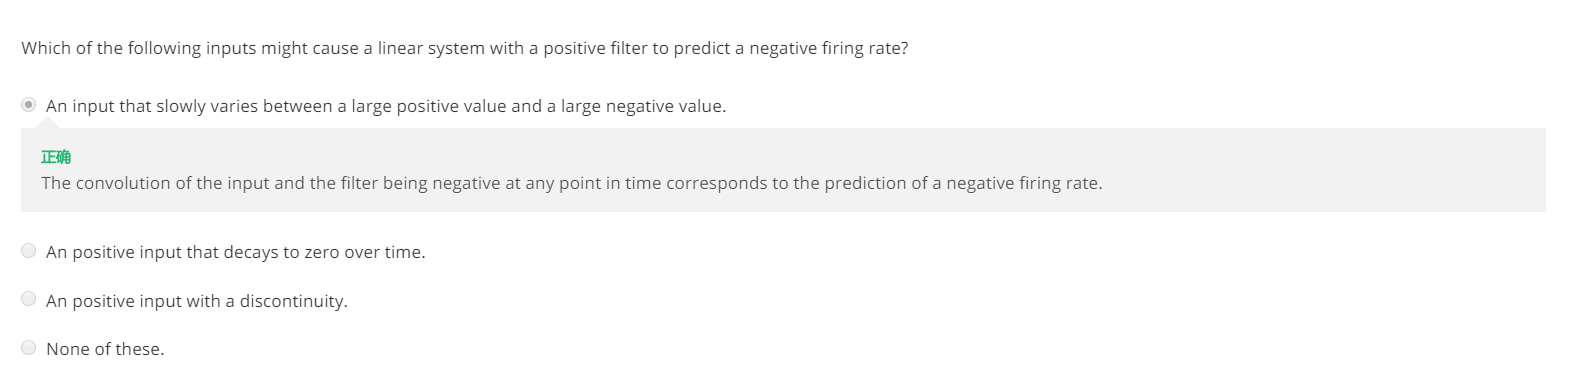 Which of the following inputs might cause a linear system with a positive filter to predict a negative firing rate?
An input that slowly varies between a large positive value and a large negative value.
正确
The convolution of the input and the filter being negative at any point in time corresponds to the prediction of a negative firing rate.
An positive input that decays to zero over time.
An positive input with a discontinuity.
None of these.